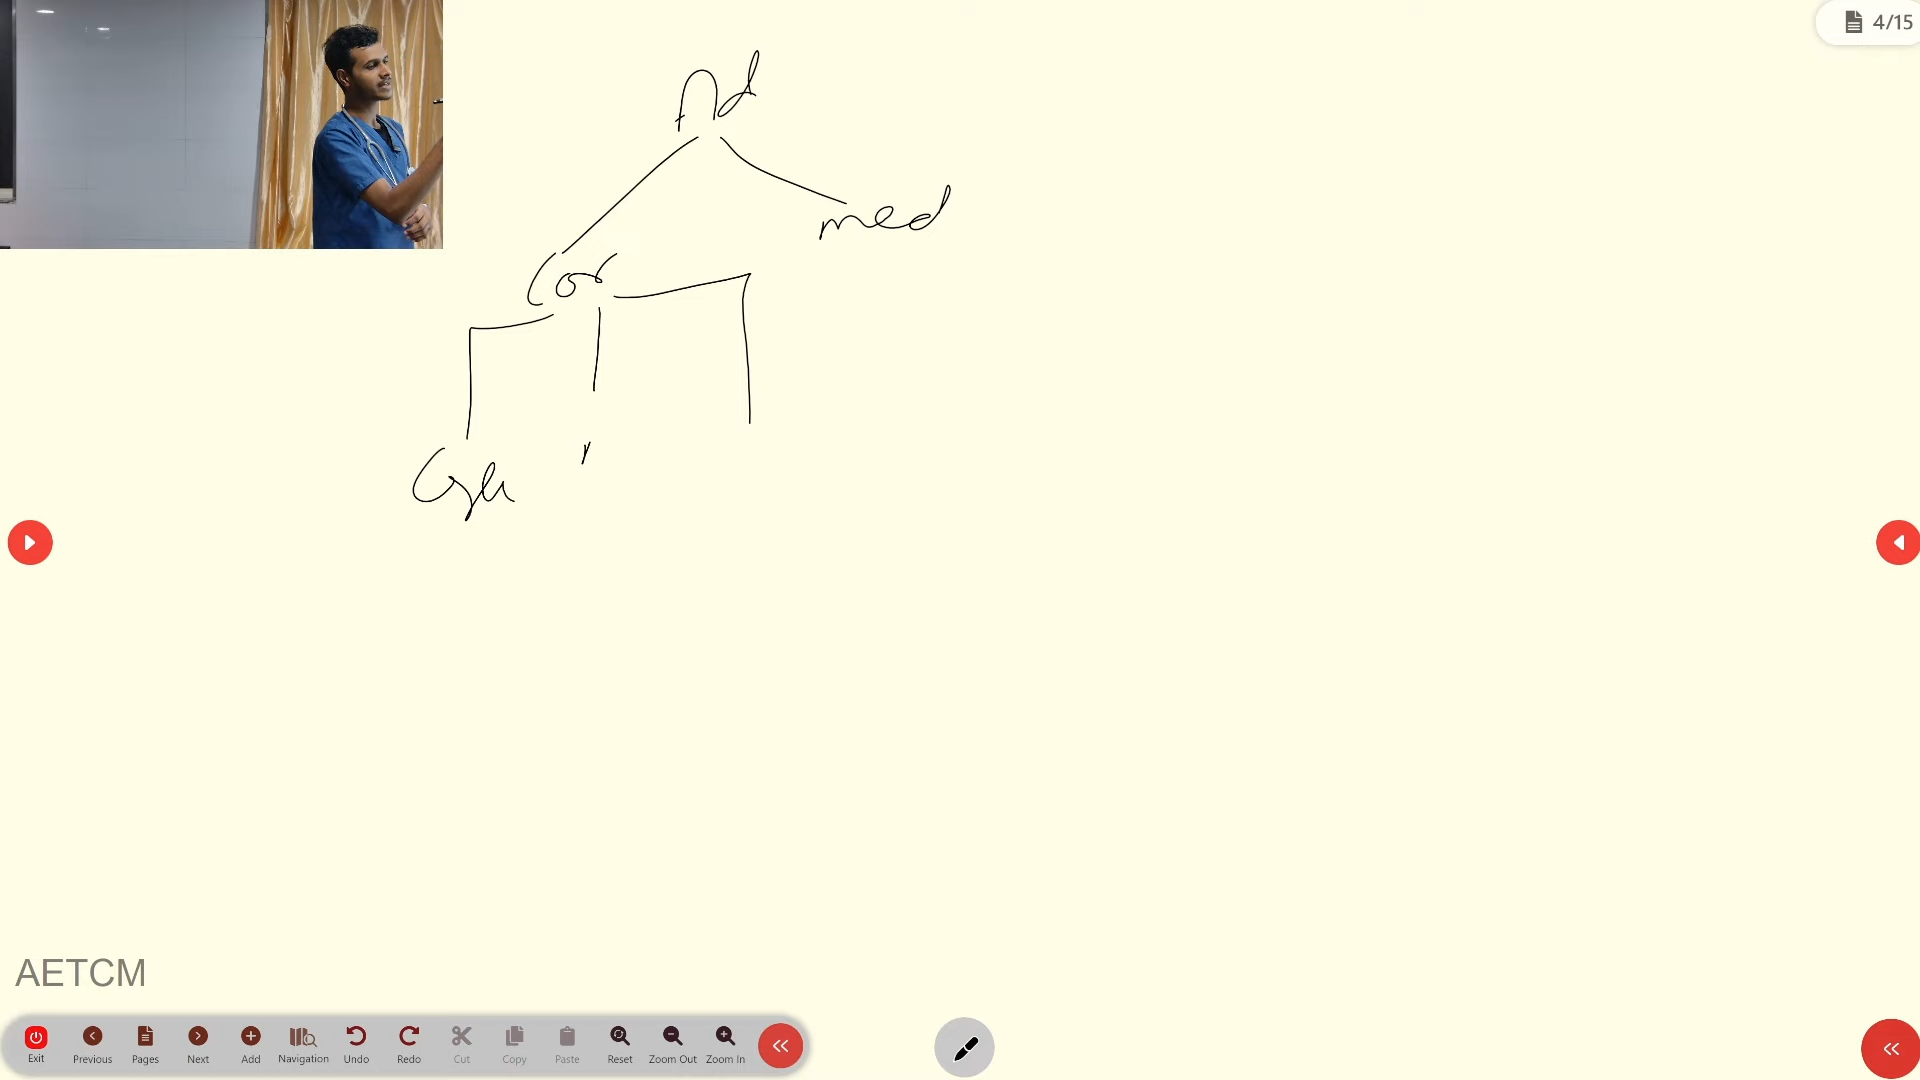 4/15
Ad
med
Cor
AETCM
Exit Previous Pages Next Add Navigation Undo Redo Cut Copy Paste Reset Zoom Out Zoom In